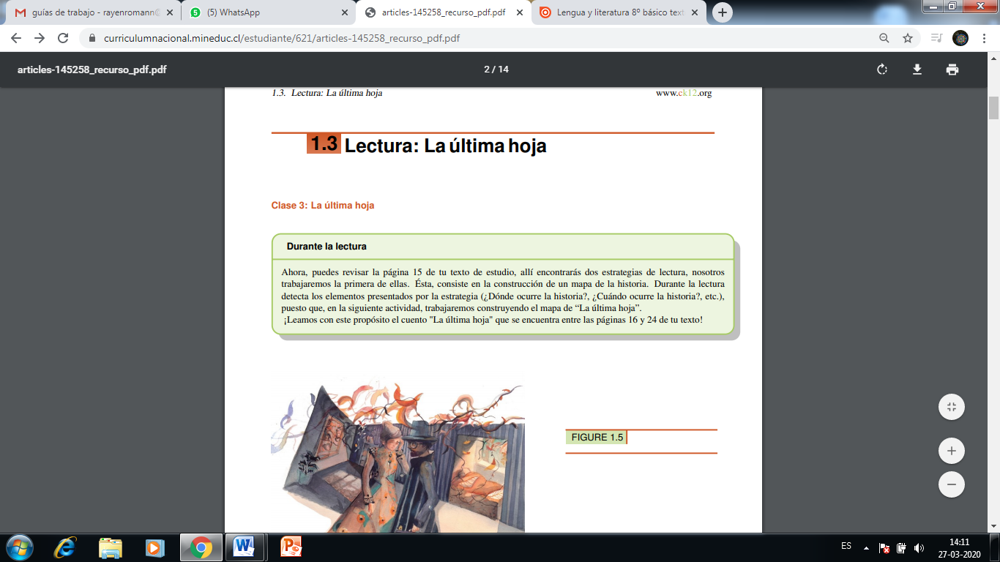 guías de trabajo - rayenromann@
(5) WhatsApp
articles-145258_recurso_pdf.pdf
Lengua y literatura 8º básico text
curriculumnacional.mineduc.cl/estudiante/621/articles-145258_recurso_pdf.pdf
articles-145258_recurso_pdf.pdf
2 / 14
1.3. Lectura: La última hoja
www.ck12.org
1.3 Lectura: La última hoja
Clase 3: La última hoja
Durante la lectura
Ahora, puedes revisar la página 15 de tu texto de estudio, allí encontrarás dos estrategias de lectura, nosotros
trabajaremos la primera de ellas. Ésta, consiste en la construcción de un mapa de la historia. Durante la lectura
detecta los elementos presentados por la estrategia (¿Dónde ocurre la historia?, ¿Cuándo ocurre la historia?, etc.),
puesto que, en la siguiente actividad, trabajaremos construyendo el mapa de “La última hoja”.
¡Leamos con este propósito el cuento "La última hoja" que se encuentra entre las páginas 16 y 24 de tu texto!
FIGURE 1.5
ES
14:11
27-03-2020